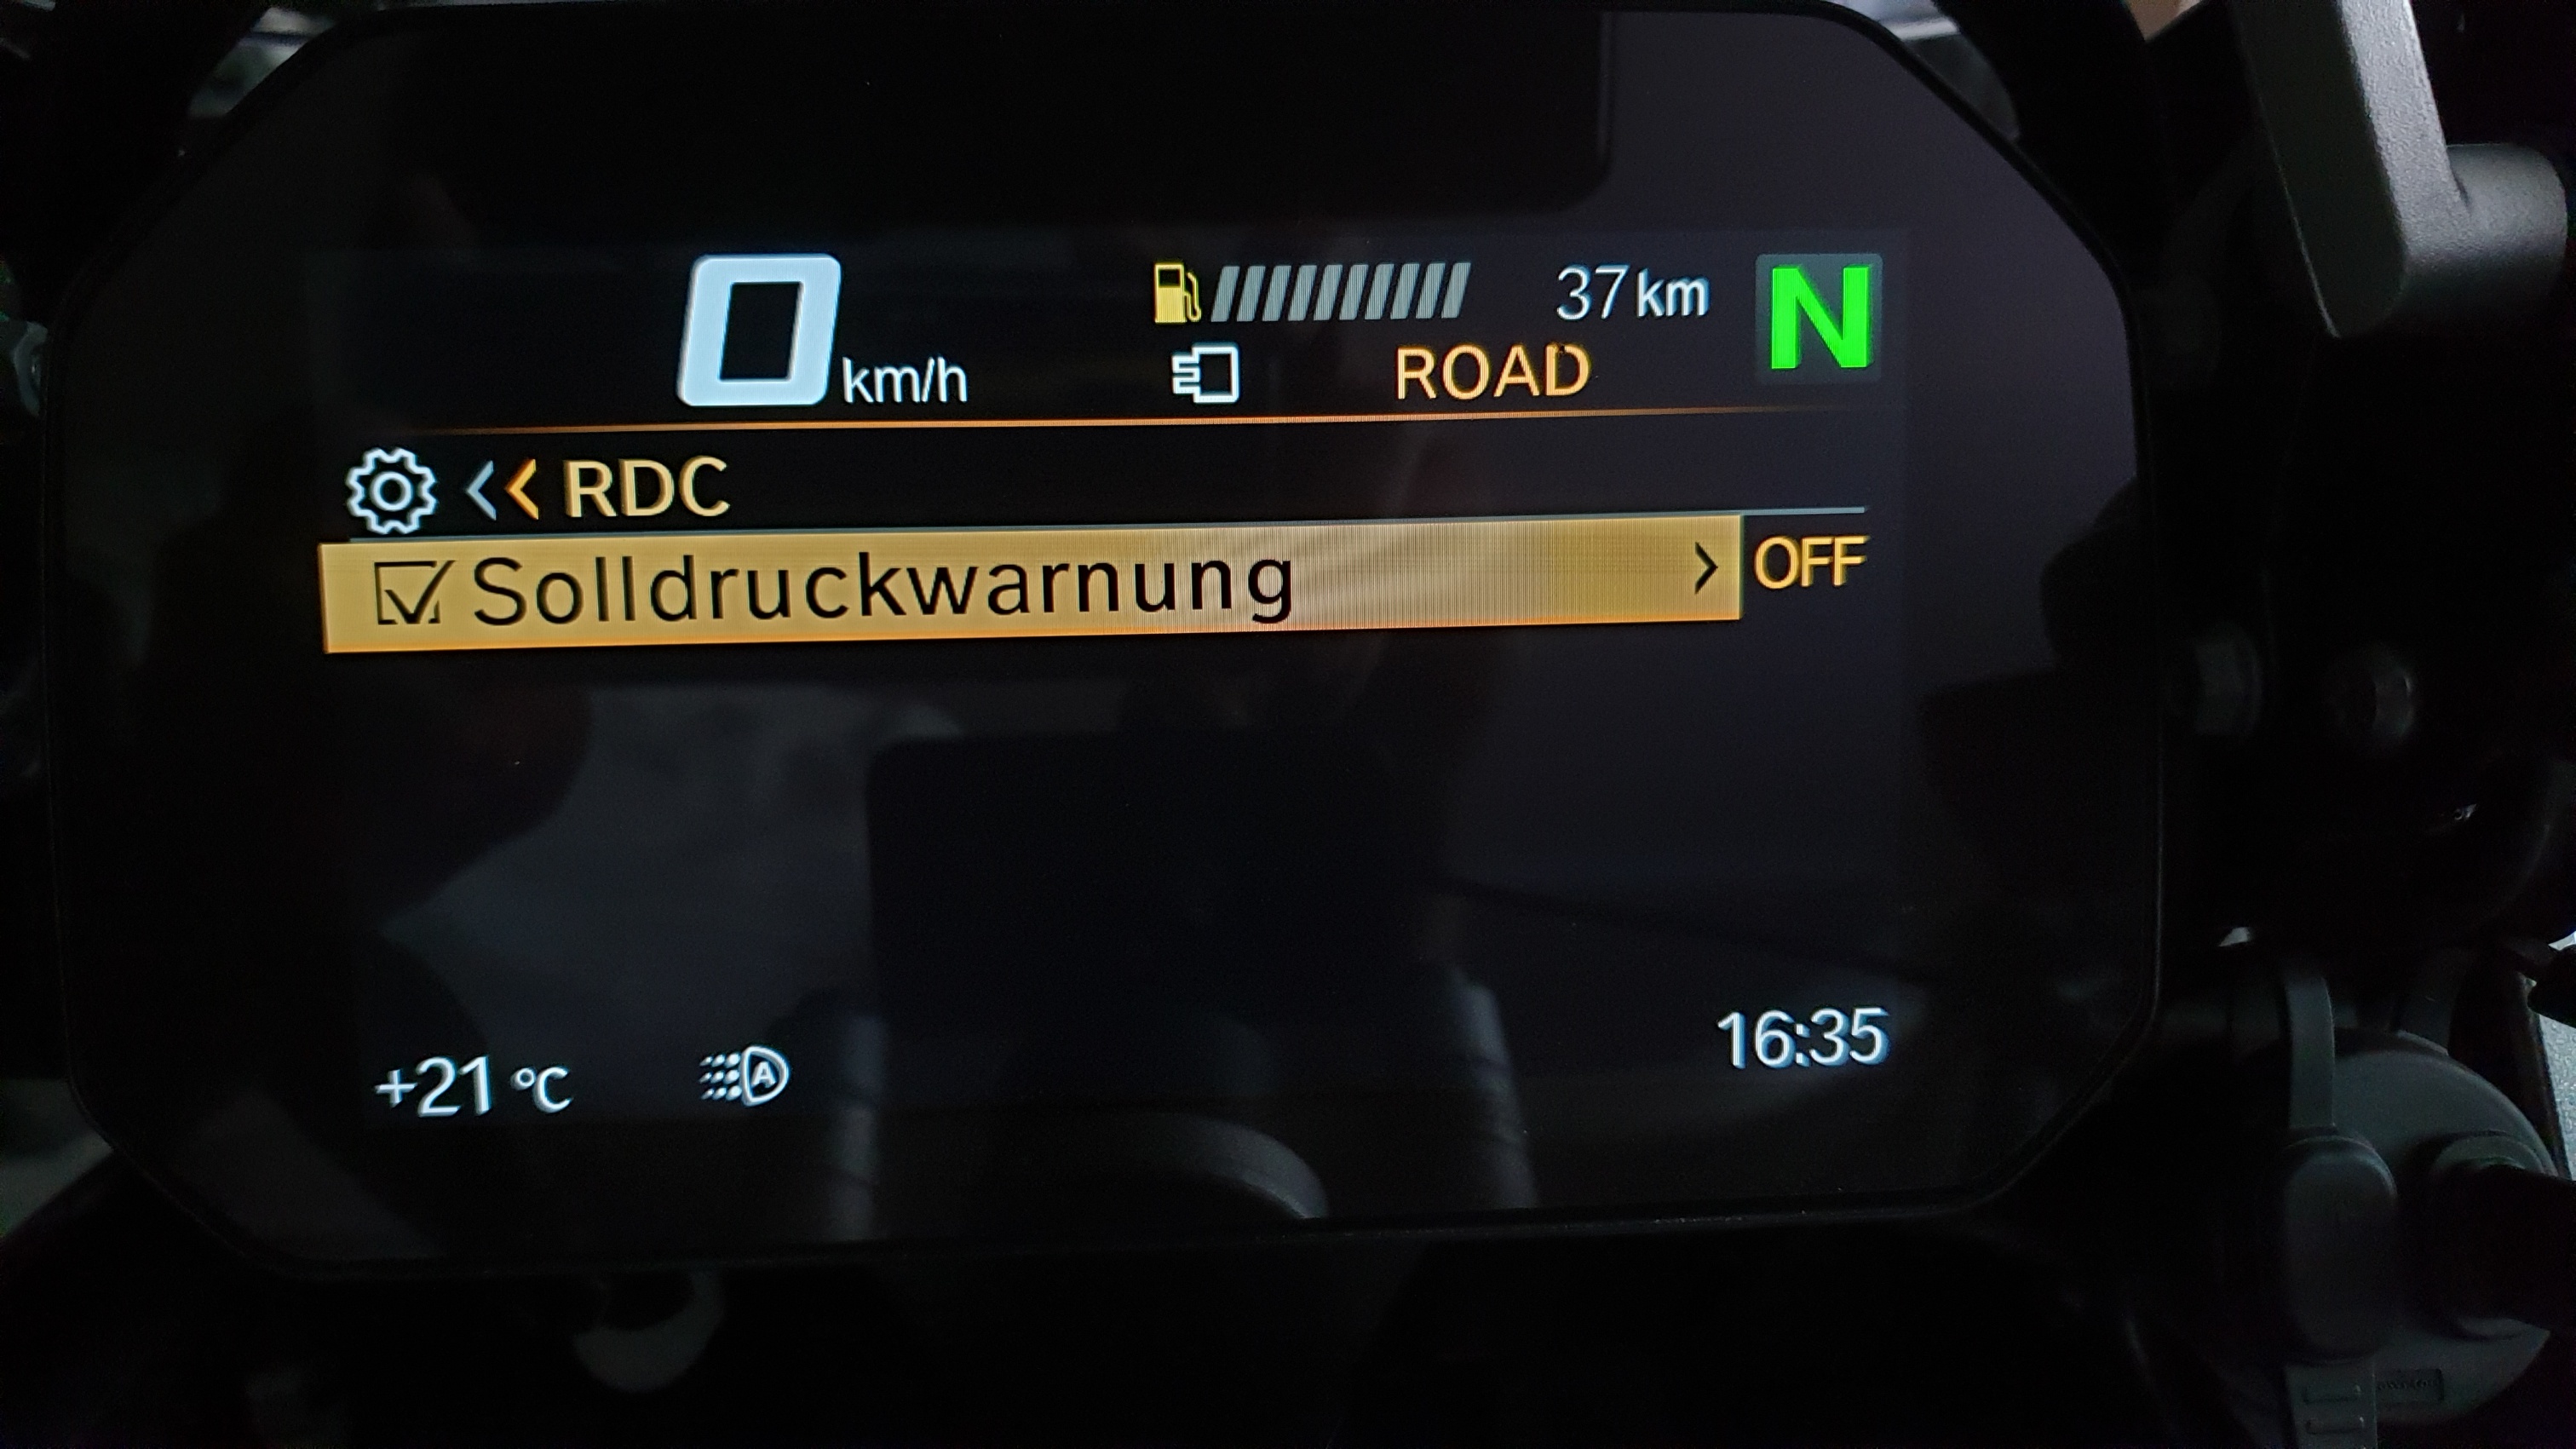 0 km/h 37 km N
ROAD
RDC
Solldruckwarnung OFF
+21 °C A 16:35